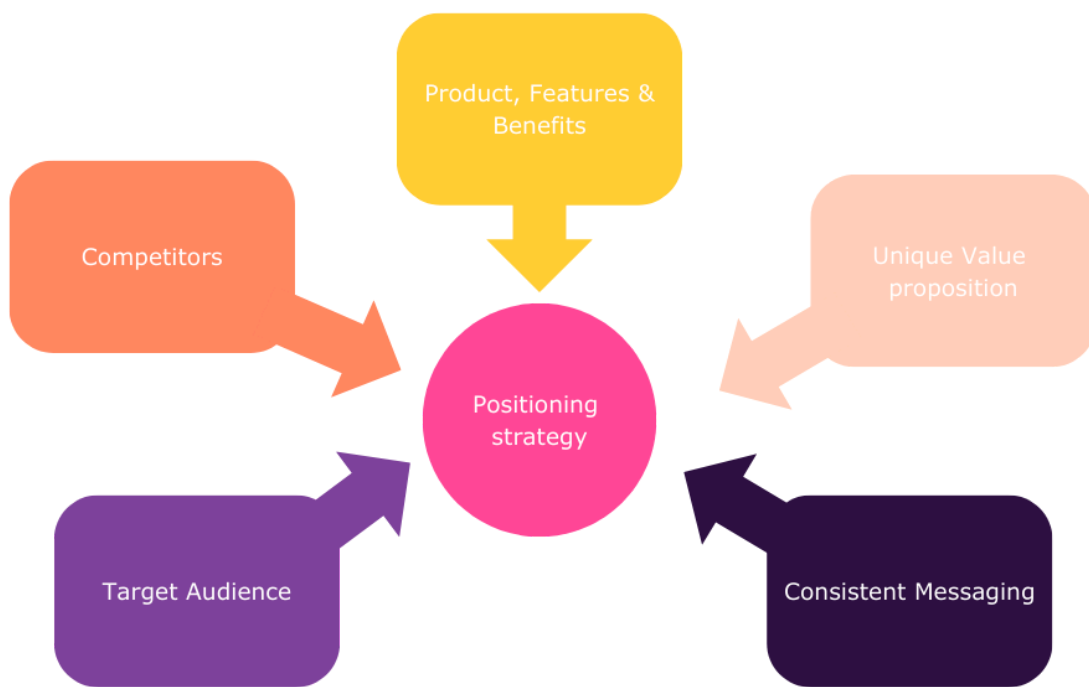 Product, Features &
Benefits
Competitors
Unique Value
proposition
Positioning
strategy
Target Audience
Consistent Messaging